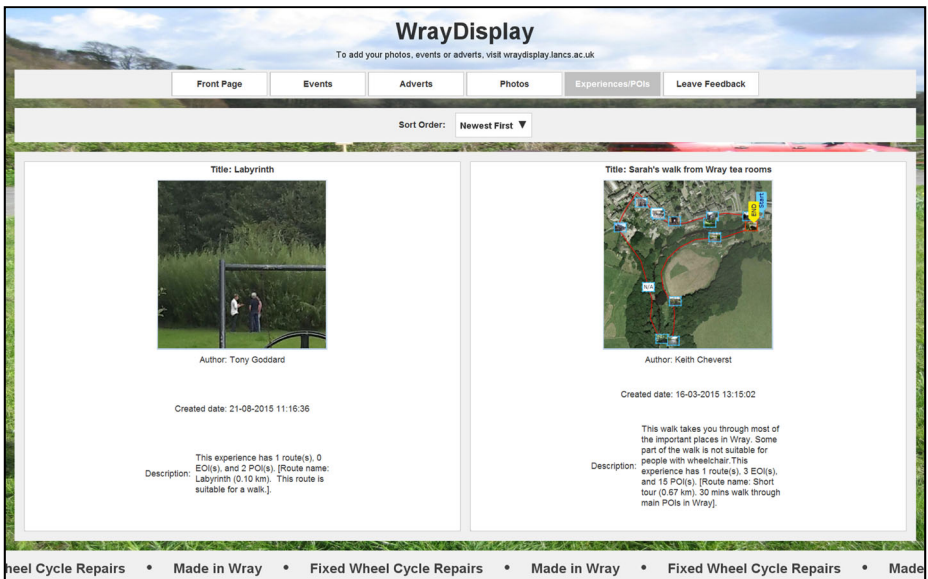 WrayDisplay
To add your photos, events or adverts, visit wraydisplay.lancs.ac.uk
Front Page
Events
Adverts
Photos
Experiences/POIs
Leave Feedback
Sort Order:
Newest First ▼
Title: Labyrinth
Author: Tony Goddard
Created date: 21-08-2015 11:16:36
Description:
This experience has 1 route(s), 0
EOI(s), and 2 POI(s). [Route name:
Labyrinth (0.10 km).  This route is
suitable for a walk.].
Title: Sarah's walk from Wray tea rooms
END
Start
N/A
Author: Keith Cheverst
Created date: 16-03-2015 13:15:02
Description:
This walk takes you through most of
the important places in Wray. Some
part of the walk is not suitable for
people with wheelchair.This
experience has 1 route(s), 3 EOI(s),
and 15 POI(s). [Route name: Short
tour (0.67 km). 30 mins walk through
main POIs in Wray].
heel Cycle Repairs • Made in Wray • Fixed Wheel Cycle Repairs • Made in Wray • Fixed Wheel Cycle Repairs • Made